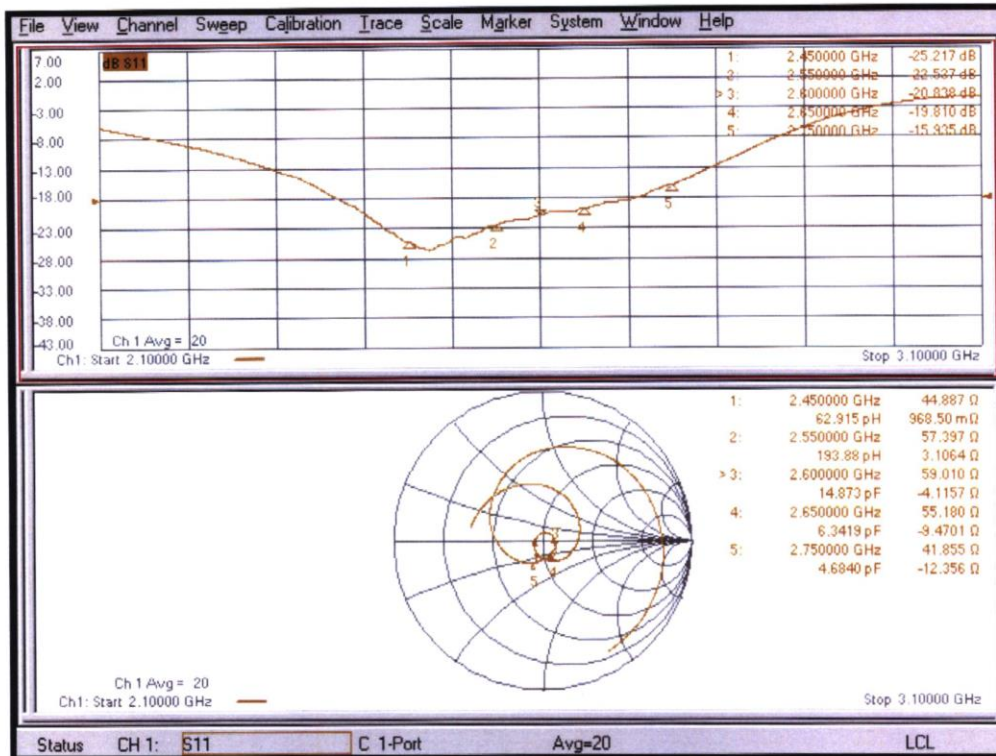 File View Channel Sweep Calibration Trace Scale Marker System Window Help
7.00
2.00
-3.00
-8.00
-13.00
-18.00
-23.00
-28.00
-33.00
-38.00
-43.00
dB S11
1: 2.450000 GHz -25.217 dB
2: 2.550000 GHz -22.537 dB
> 3: 2.600000 GHz -20.838 dB
4: 2.650000 GHz -19.810 dB
5: 2.750000 GHz -15.935 dB
1
2
3
4
5
Ch 1 Avg = 20
Ch1: Start 2.10000 GHz
Stop 3.10000 GHz
1: 2.450000 GHz 44.887 Ω
62.915 pH 968.50 mΩ
2: 2.550000 GHz 57.397 Ω
193.88 pH 3.1064 Ω
> 3: 2.600000 GHz 59.010 Ω
14.873 pF -4.1157 Ω
4: 2.650000 GHz 55.180 Ω
6.3419 pF -9.4701 Ω
5: 2.750000 GHz 41.855 Ω
4.6840 pF -12.356 Ω
5 4
Ch 1 Avg = 20
Ch1: Start 2.10000 GHz
Stop 3.10000 GHz
Status CH 1: S11 C 1-Port Avg=20 LCL